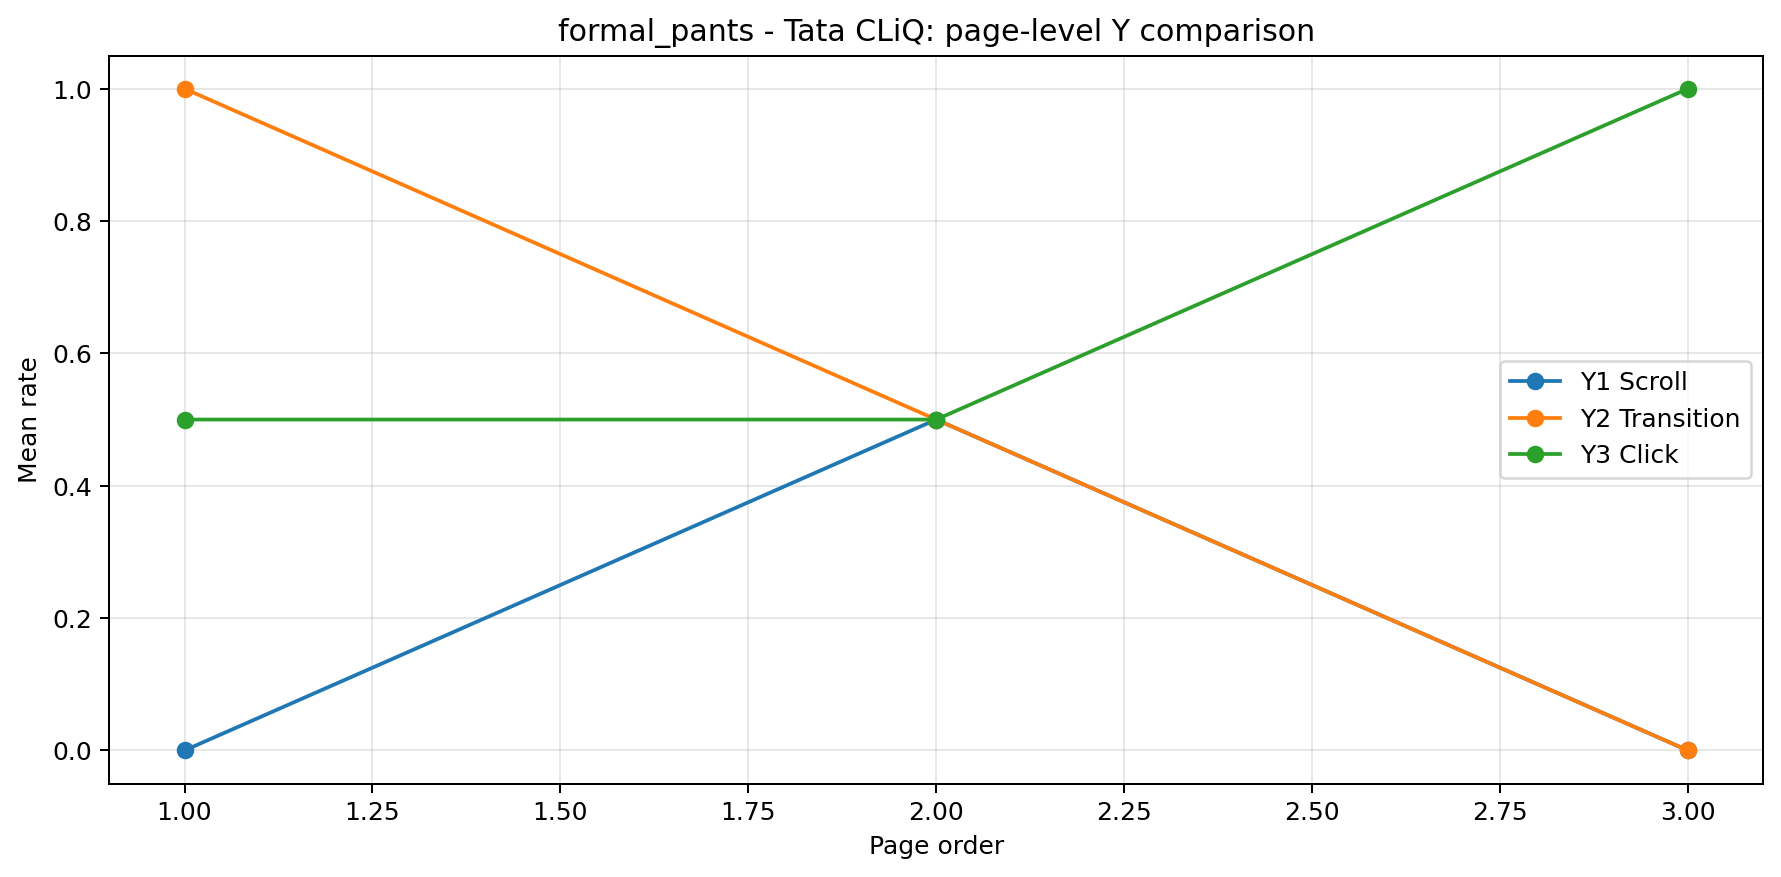 formal_pants - Tata CLiQ: page-level Y comparison
1.0
0.8
0.6
0.4
0.2
0.0
Mean rate
Y1 Scroll
Y2 Transition
Y3 Click
1.00 1.25 1.50 1.75 2.00 2.25 2.50 2.75 3.00
Page order